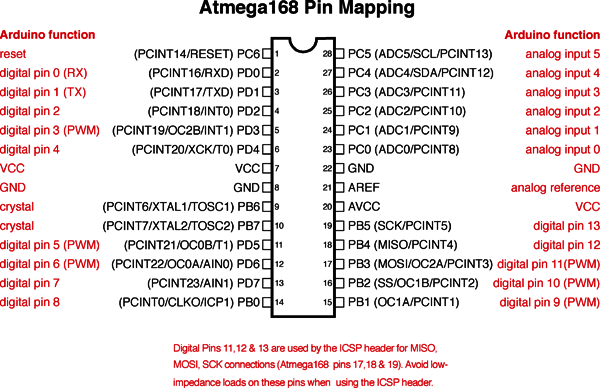 Atmega168 Pin Mapping
Arduino function Arduino function
reset (PCINT14/RESET) PC6 1 28 PC5 (ADC5/SCL/PCINT13) analog input 5
digital pin 0 (RX) (PCINT16/RXD) PD0 2 27 PC4 (ADC4/SDA/PCINT12) analog input 4
digital pin 1 (TX) (PCINT17/TXD) PD1 3 26 PC3 (ADC3/PCINT11) analog input 3
digital pin 2 (PCINT18/INT0) PD2 4 25 PC2 (ADC2/PCINT10) analog input 2
digital pin 3 (PWM) (PCINT19/OC2B/INT1) PD3 5 24 PC1 (ADC1/PCINT9) analog input 1
digital pin 4 (PCINT20/XCK/T0) PD4 6 23 PC0 (ADC0/PCINT8) analog input 0
VCC VCC 7 22 GND GND
GND GND 8 21 AREF analog reference
crystal (PCINT6/XTAL1/TOSC1) PB6 9 20 AVCC VCC
crystal (PCINT7/XTAL2/TOSC2) PB7 10 19 PB5 (SCK/PCINT5) digital pin 13
digital pin 5 (PWM) (PCINT21/OC0B/T1) PD5 11 18 PB4 (MISO/PCINT4) digital pin 12
digital pin 6 (PWM) (PCINT22/OC0A/AIN0) PD6 12 17 PB3 (MOSI/OC2A/PCINT3) digital pin 11(PWM)
digital pin 7 (PCINT23/AIN1) PD7 13 16 PB2 (SS/OC1B/PCINT2) digital pin 10 (PWM)
digital pin 8 (PCINT0/CLKO/ICP1) PB0 14 15 PB1 (OC1A/PCINT1) digital pin 9 (PWM)
Digital Pins 11,12 & 13 are used by the ICSP header for MISO,
MOSI, SCK connections (Atmega168 pins 17,18 & 19). Avoid low-
impedance loads on these pins when using the ICSP header.